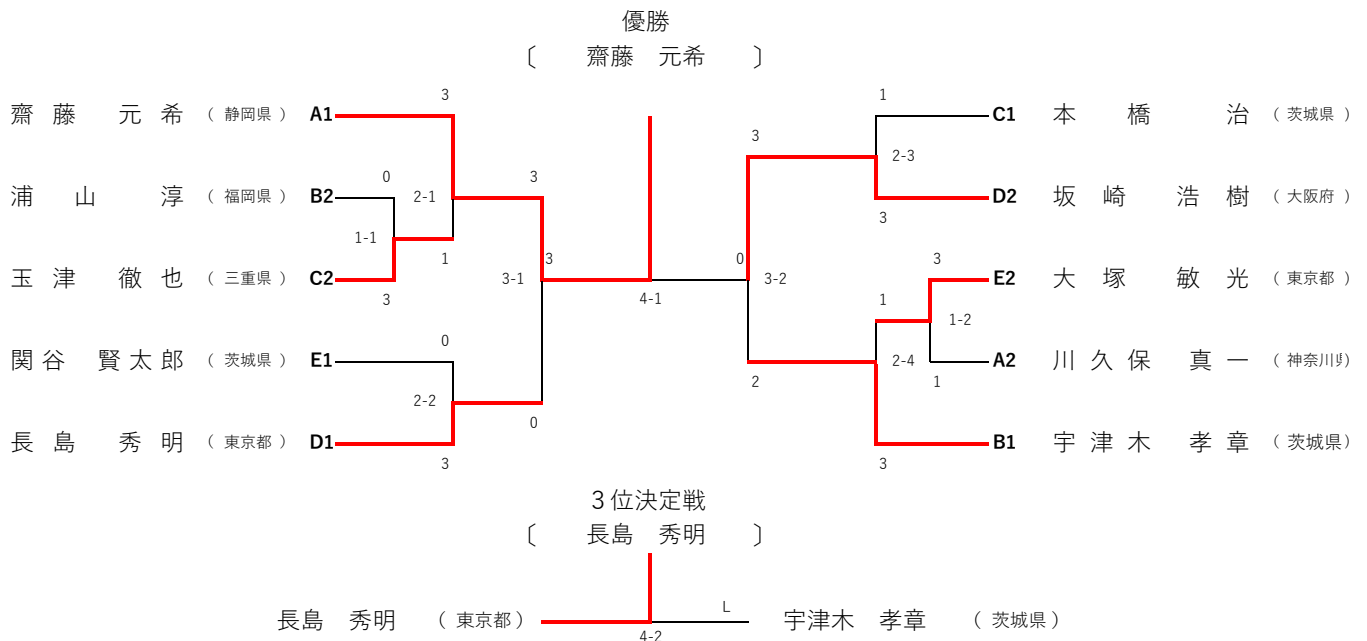 優勝
〔 齋藤 元希 〕
3 1
齋藤 元希 （ 静岡県 ） A1 C1 本橋 治 （ 茨城県 ）
3
2-3
0 3
浦山 淳 （ 福岡県 ） B2 2-1 D2 坂崎 浩樹 （ 大阪府 ）
3
1-1
1 3 0 3
玉津 徹也 （ 三重県 ） C2 3-1 3-2 E2 大塚 敏光 （ 東京都 ）
3 4-1 1
1-2
0
関谷 賢太郎 （ 茨城県 ） E1 2-4 A2 川久保 真一 （ 神奈川県
2 1
2-2
0
長島 秀明 （ 東京都 ） D1 B1 宇津木 孝章 （ 茨城県）
3 3
３位決定戦
〔 長島 秀明 〕
L
長島 秀明 （ 東京都 ） 宇津木 孝章 （ 茨城県 ）
4-2